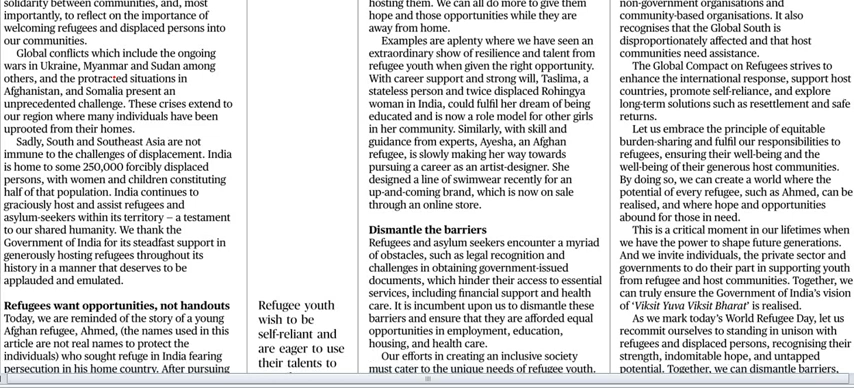 solidarity between communities, and, most
importantly, to reflect on the importance of
welcoming refugees and displaced persons into
our communities.
Global conflicts which include the ongoing
wars in Ukraine, Myanmar and Sudan among
others, and the protracted situations in
Afghanistan, and Somalia present an
unprecedented challenge. These crises extend to
our region where many individuals have been
uprooted from their homes.
Sadly, South and Southeast Asia are not
immune to the challenges of displacement. India
is home to some 250,000 forcibly displaced
persons, with women and children constituting
half of that population. India continues to
graciously host and assist refugees and
asylum-seekers within its territory — a testament
to our shared humanity. We thank the
Government of India for its steadfast support in
generously hosting refugees throughout its
history in a manner that deserves to be
applauded and emulated.
Refugees want opportunities, not handouts
Today, we are reminded of the story of a young
Afghan refugee, Ahmed, (the names used in this
article are not real names to protect the
individuals) who sought refuge in India fearing
persecution in his home country. After pursuing
Refugee youth
wish to be
self-reliant and
are eager to use
their talents to
hosting them. We can all do more to give them
hope and those opportunities while they are
away from home.
Examples are aplenty where we have seen an
extraordinary show of resilience and talent from
refugee youth when given the right opportunity.
With career support and strong will, Taslima, a
stateless person and twice displaced Rohingya
woman in India, could fulfil her dream of being
educated and is now a role model for other girls
in her community. Similarly, with skill and
guidance from experts, Ayesha, an Afghan
refugee, is slowly making her way towards
pursuing a career as an artist-designer. She
designed a line of swimwear recently for an
up-and-coming brand, which is now on sale
through an online store.
Dismantle the barriers
Refugees and asylum seekers encounter a myriad
of obstacles, such as legal recognition and
challenges in obtaining government-issued
documents, which hinder their access to essential
services, including financial support and health
care. It is incumbent upon us to dismantle these
barriers and ensure that they are afforded equal
opportunities in employment, education,
housing, and health care.
Our efforts in creating an inclusive society
must cater to the unique needs of refugee youth.
non-government organisations and
community-based organisations. It also
recognises that the Global South is
disproportionately affected and that host
communities need assistance.
The Global Compact on Refugees strives to
enhance the international response, support host
countries, promote self-reliance, and explore
long-term solutions such as resettlement and safe
returns.
Let us embrace the principle of equitable
burden-sharing and fulfil our responsibilities to
refugees, ensuring their well-being and the
well-being of their generous host communities.
By doing so, we can create a world where the
potential of every refugee, such as Ahmed, can be
realised, and where hope and opportunities
abound for those in need.
This is a critical moment in our lifetimes when
we have the power to shape future generations.
And we invite individuals, the private sector and
governments to do their part in supporting youth
from refugee and host communities. Together, we
can truly ensure the Government of India's vision
of 'Viksit Yuva Viksit Bharat' is realised.
As we mark today's World Refugee Day, let us
recommit ourselves to standing in unison with
refugees and displaced persons, recognising their
strength, indomitable hope, and untapped
potential. Together, we can dismantle barriers,